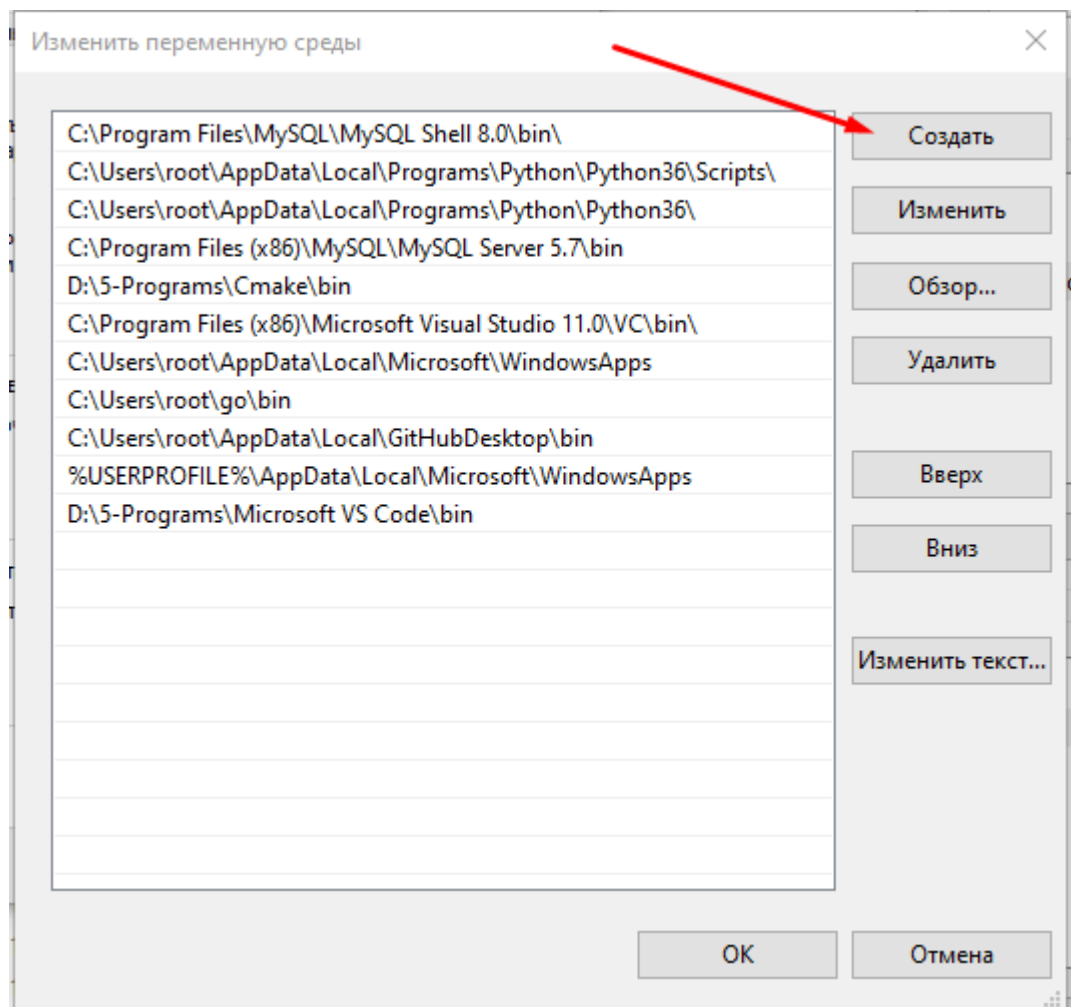 Изменить переменную среды
C:\Program Files\MySQL\MySQL Shell 8.0\bin\
C:\Users\root\AppData\Local\Programs\Python\Python36\Scripts\
C:\Users\root\AppData\Local\Programs\Python\Python36\
C:\Program Files (x86)\MySQL\MySQL Server 5.7\bin
D:\5-Programs\Cmake\bin
C:\Program Files (x86)\Microsoft Visual Studio 11.0\VC\bin\
C:\Users\root\AppData\Local\Microsoft\WindowsApps
C:\Users\root\go\bin
C:\Users\root\AppData\Local\GitHubDesktop\bin
%USERPROFILE%\AppData\Local\Microsoft\WindowsApps
D:\5-Programs\Microsoft VS Code\bin
Создать
Изменить
Обзор...
Удалить
Вверх
Вниз
Изменить текст...
ОК
Отмена